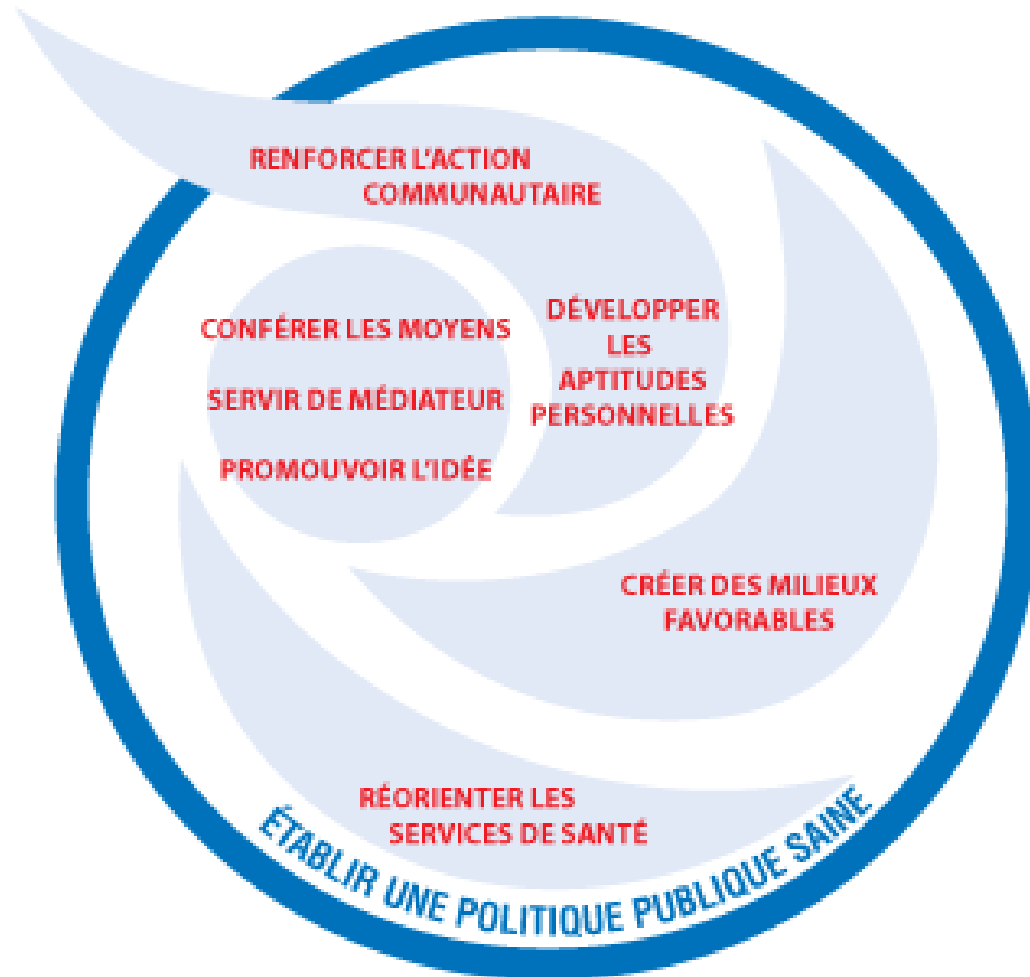 RENFORCER L'ACTION
COMMUNAUTAIRE
CONFÉRER LES MOYENS
SERVIR DE MÉDIATEUR
PROMOUVOIR L'IDÉE
DÉVELOPPER
LES
APTITUDES
PERSONNELLES
CRÉER DES MILIEUX
FAVORABLES
RÉORIENTER LES
SERVICES DE SANTÉ
ÉTABLIR UNE POLITIQUE PUBLIQUE SAINE